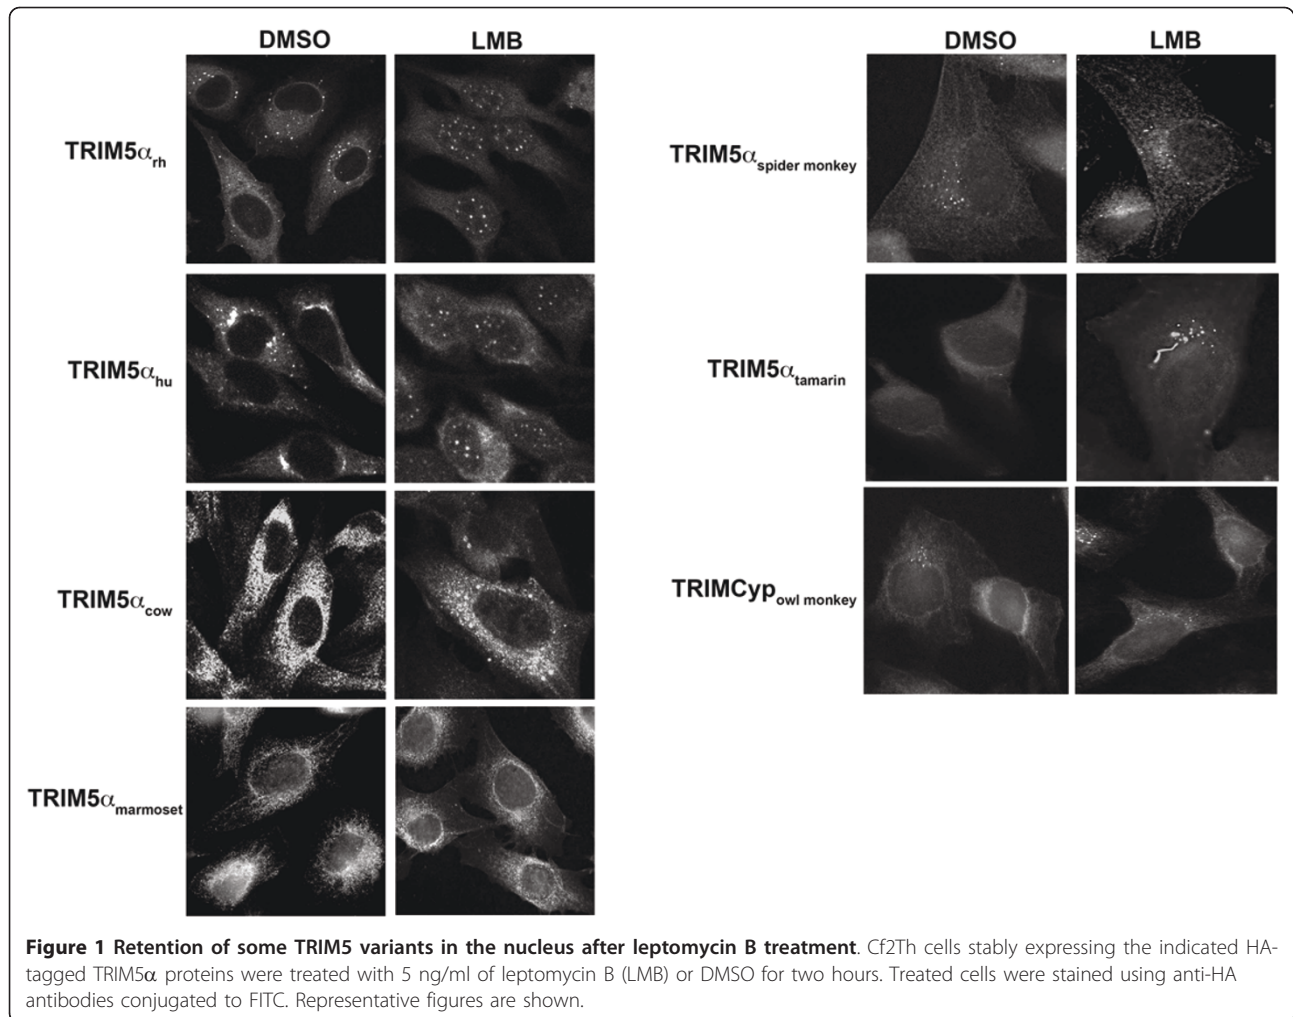 DMSO LMB
TRIM5αrh
TRIM5αhu
TRIM5αcow
TRIM5αmarmoset
DMSO LMB
TRIM5αspider monkey
TRIM5αtamarin
TRIMCypowl monkey
Figure 1 Retention of some TRIM5 variants in the nucleus after leptomycin B treatment. Cf2Th cells stably expressing the indicated HA-
tagged TRIM5α proteins were treated with 5 ng/ml of leptomycin B (LMB) or DMSO for two hours. Treated cells were stained using anti-HA
antibodies conjugated to FITC. Representative figures are shown.